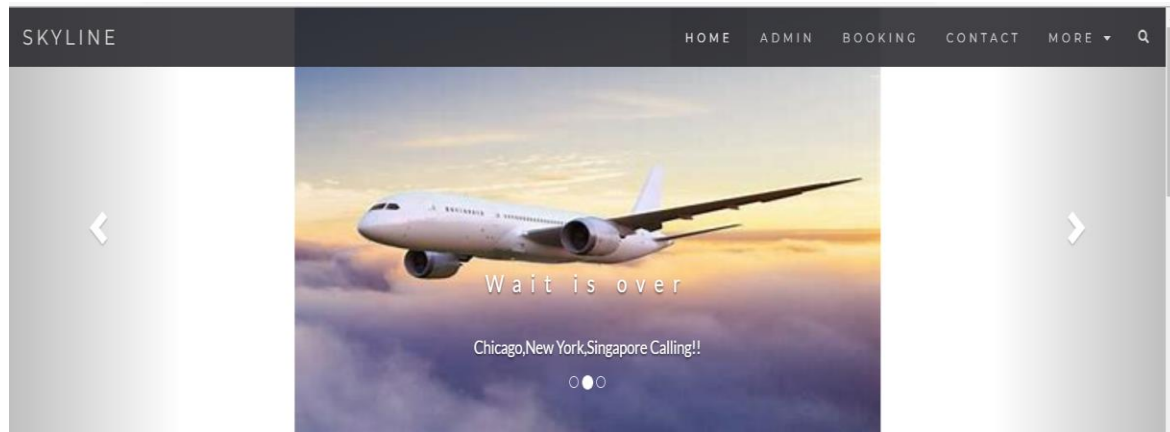 SKYLINE HOME ADMIN BOOKING CONTACT MORE
Wait is over
Chicago,New York,Singapore Calling!!